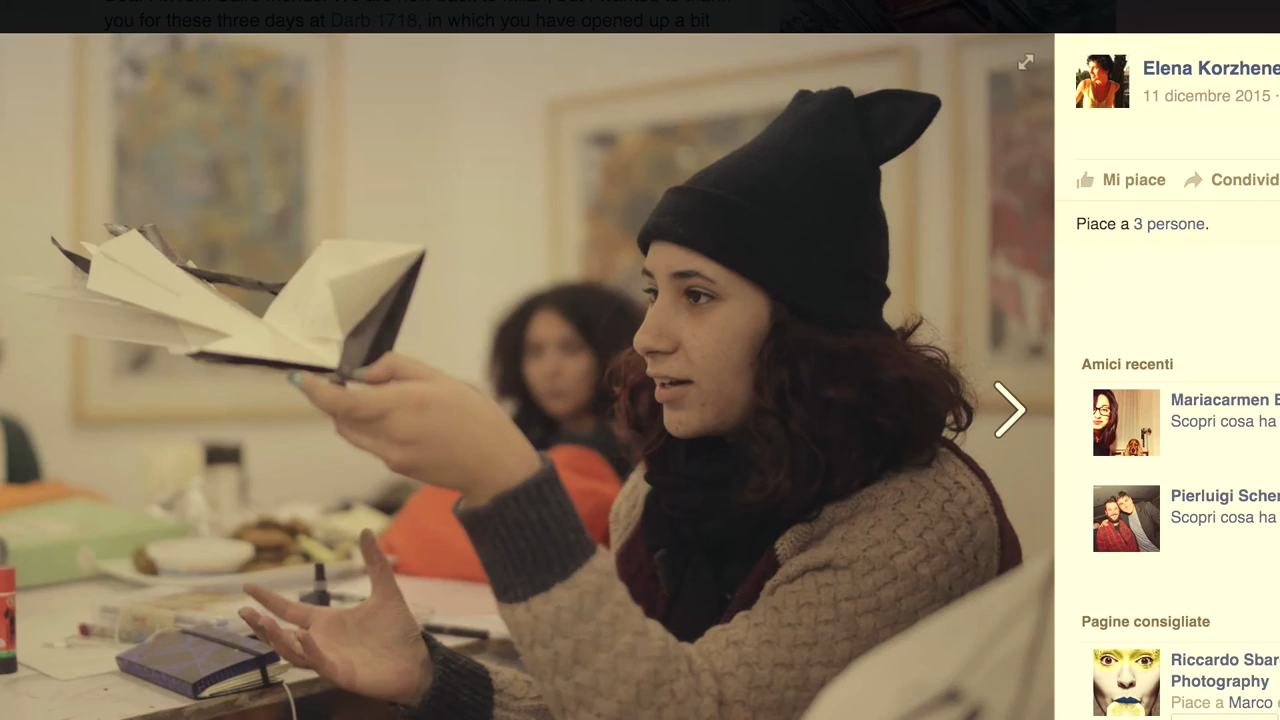 you for these three days at Darb 1718, in which you have opened up a bit
Elena Korzhene
11 dicembre 2015 ·
Mi piace
Condivid
Piace a 3 persone.
Amici recenti
Mariacarmen
Scopri cosa ha
Pierluigi Scher
Scopri cosa ha
Pagine consigliate
Riccardo Sbar
Photography
Piace a Marco